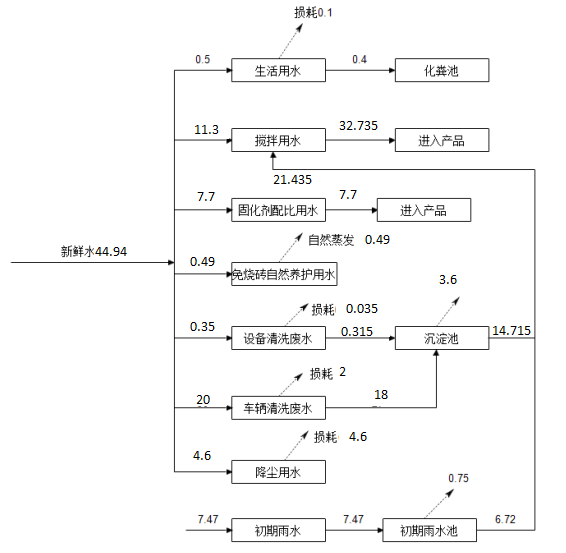 损耗0.1
0.5 生活用水 0.4 化粪池
11.3 搅拌用水 32.735 进入产品
21.435
7.7 固化剂配比用水 7.7 进入产品
新鲜水44.94
自然蒸发 0.49
0.49 免烧砖自然养护用水
3.6
损耗 0.035
0.35 设备清洗废水 0.315 沉淀池 14.715
损耗 2
20 车辆清洗废水 18
损耗 4.6
4.6 降尘用水
0.75
7.47 初期雨水 7.47 初期雨水池 6.72